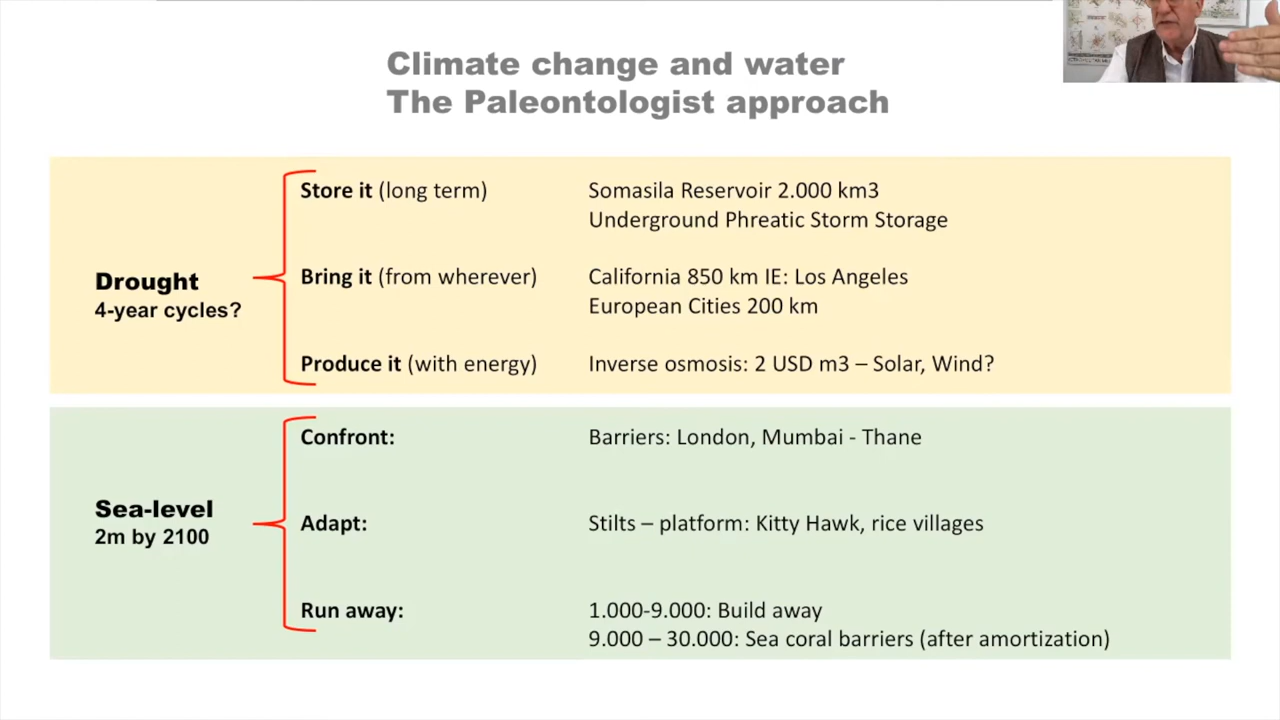 Climate change and water
The Paleontologist approach
Drought
4-year cycles?
Store it (long term)
Somasila Reservoir 2.000 km3
Underground Phreatic Storm Storage
Bring it (from wherever)
California 850 km IE: Los Angeles
European Cities 200 km
Produce it (with energy)
Inverse osmosis: 2 USD m3 – Solar, Wind?
Sea-level
2m by 2100
Confront:
Barriers: London, Mumbai - Thane
Adapt:
Stilts – platform: Kitty Hawk, rice villages
Run away:
1.000-9.000: Build away
9.000 – 30.000: Sea coral barriers (after amortization)